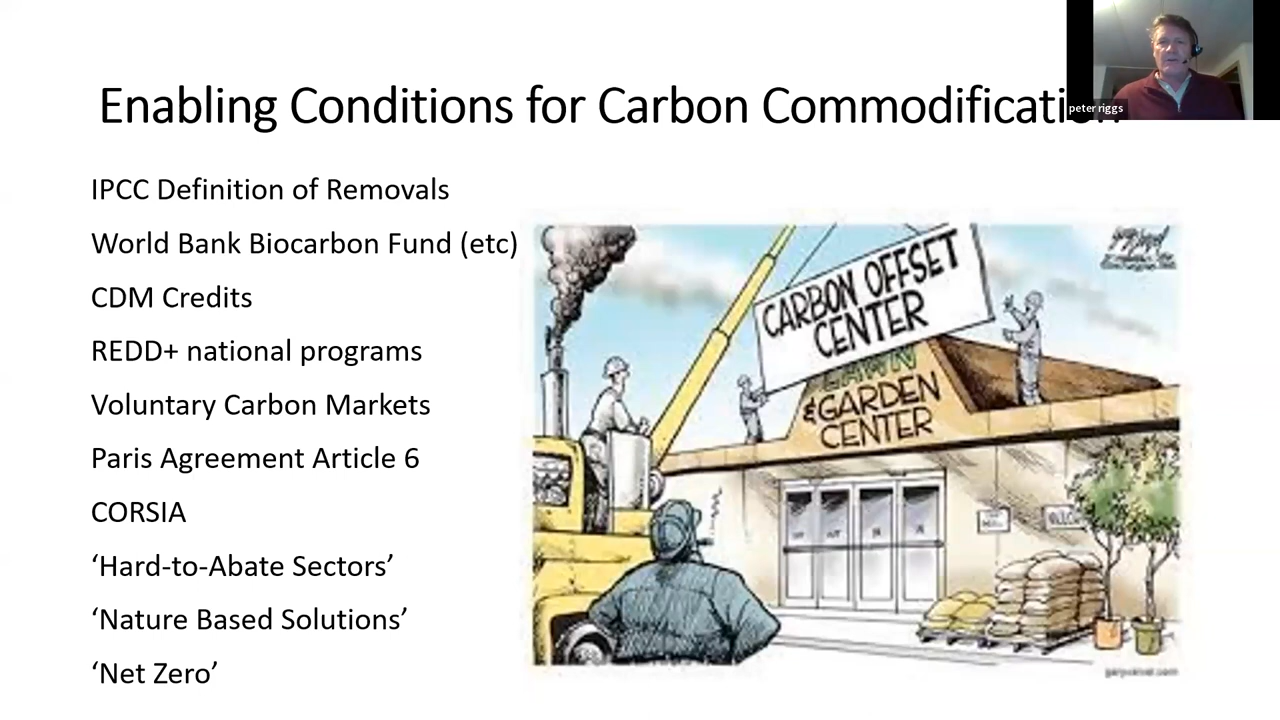 Enabling Conditions for Carbon Commodification
peter riggs
IPCC Definition of Removals
World Bank Biocarbon Fund (etc)
CDM Credits
REDD+ national programs
Voluntary Carbon Markets
Paris Agreement Article 6
CORSIA
‘Hard-to-Abate Sectors’
‘Nature Based Solutions’
‘Net Zero’
CARBON OFFSET
CENTER
LAWN
&GARDEN
CENTER